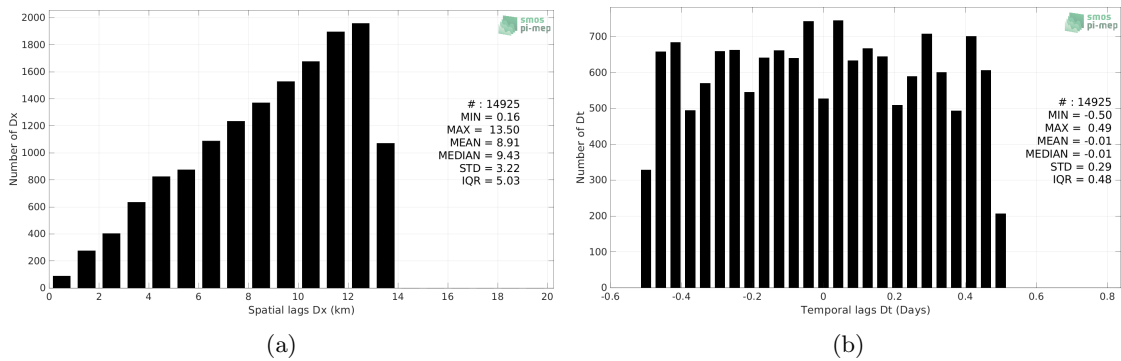 smos
pi-mep
2000
1800
1600
1400
1200
1000
800
600
400
200
0
Number of Dx
# : 14925
MIN = 0.16
MAX = 13.50
MEAN = 8.91
MEDIAN = 9.43
STD = 3.22
IQR = 5.03
0 2 4 6 8 10 12 14 16 18 20
Spatial lags Dx (km)
(a)
smos
pi-mep
700
600
500
400
300
200
100
0
Number of Dt
# : 14925
MIN = -0.50
MAX = 0.49
MEAN = -0.01
MEDIAN = -0.01
STD = 0.29
IQR = 0.48
-0.6 -0.4 -0.2 0 0.2 0.4 0.6 0.8
Temporal lags Dt (Days)
(b)